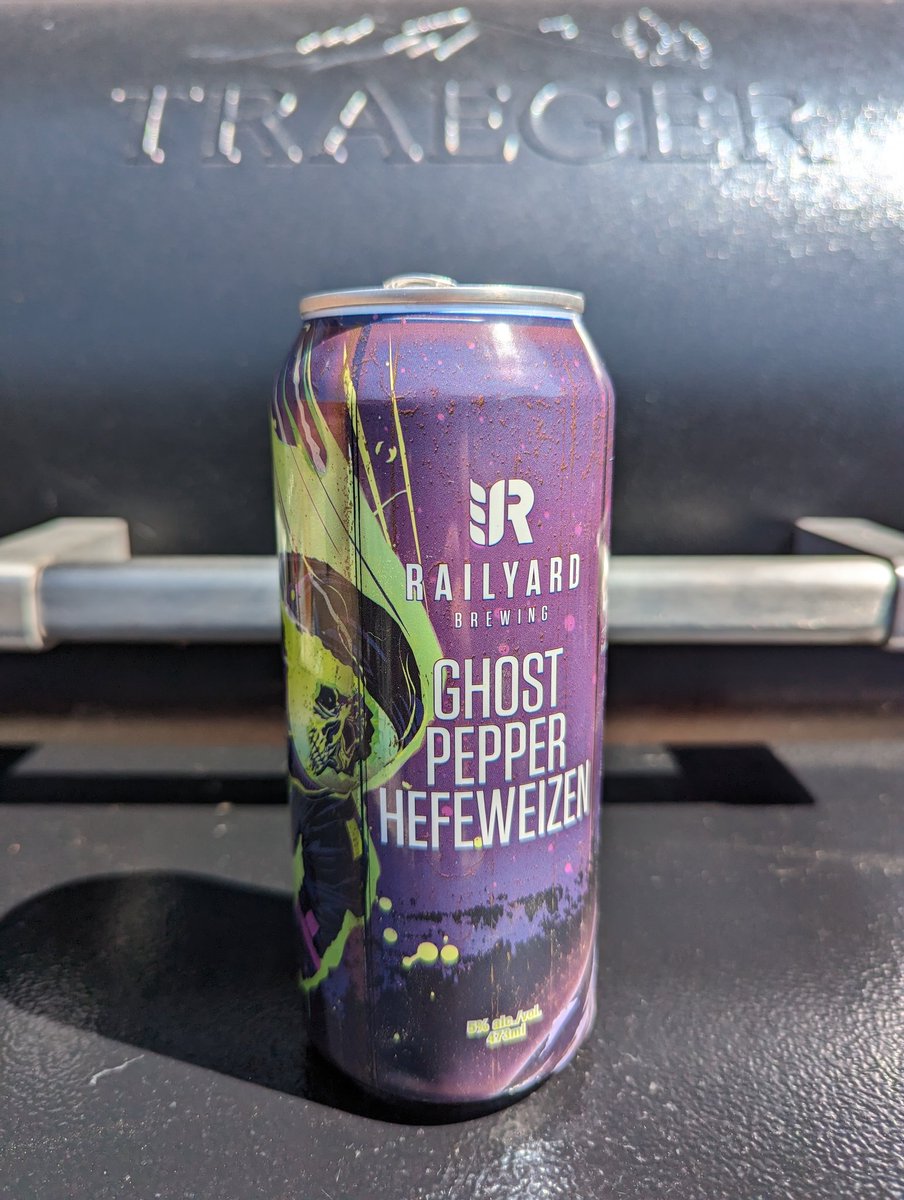 TRAEGER
RAILYARD
BREWING
GHOST
PEPPER
HEFEWEIZEN
5% alc./vol.
473ml